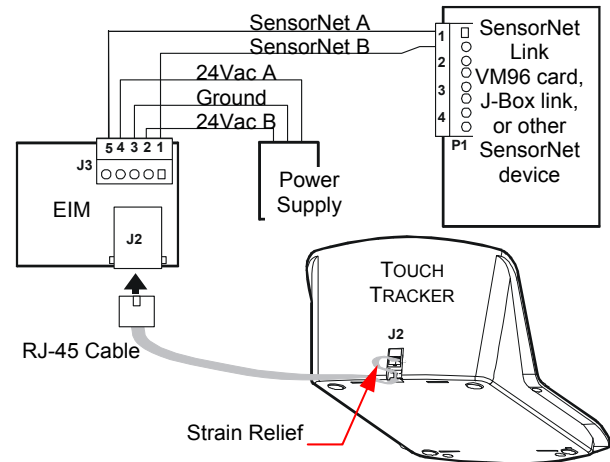 SensorNet A
SensorNet B
24Vac A
Ground
24Vac B
5 4 3 2 1
J3
EIM
J2
Power
Supply
1
2
3
4
P1
SensorNet
Link
VM96 card,
J-Box link,
or other
SensorNet
device
TOUCH
TRACKER
J2
RJ-45 Cable
Strain Relief